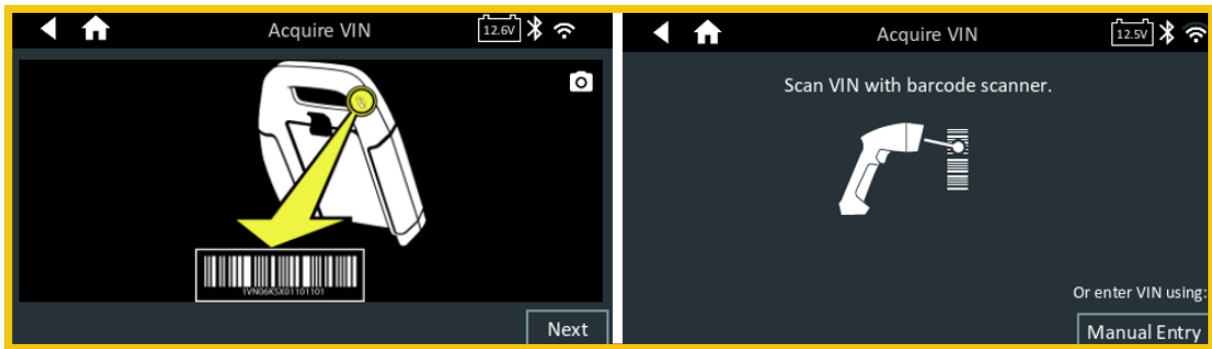 Acquire VIN
12.6V
1VN06KSX01101101
Next
Acquire VIN
12.5V
Scan VIN with barcode scanner.
Or enter VIN using:
Manual Entry